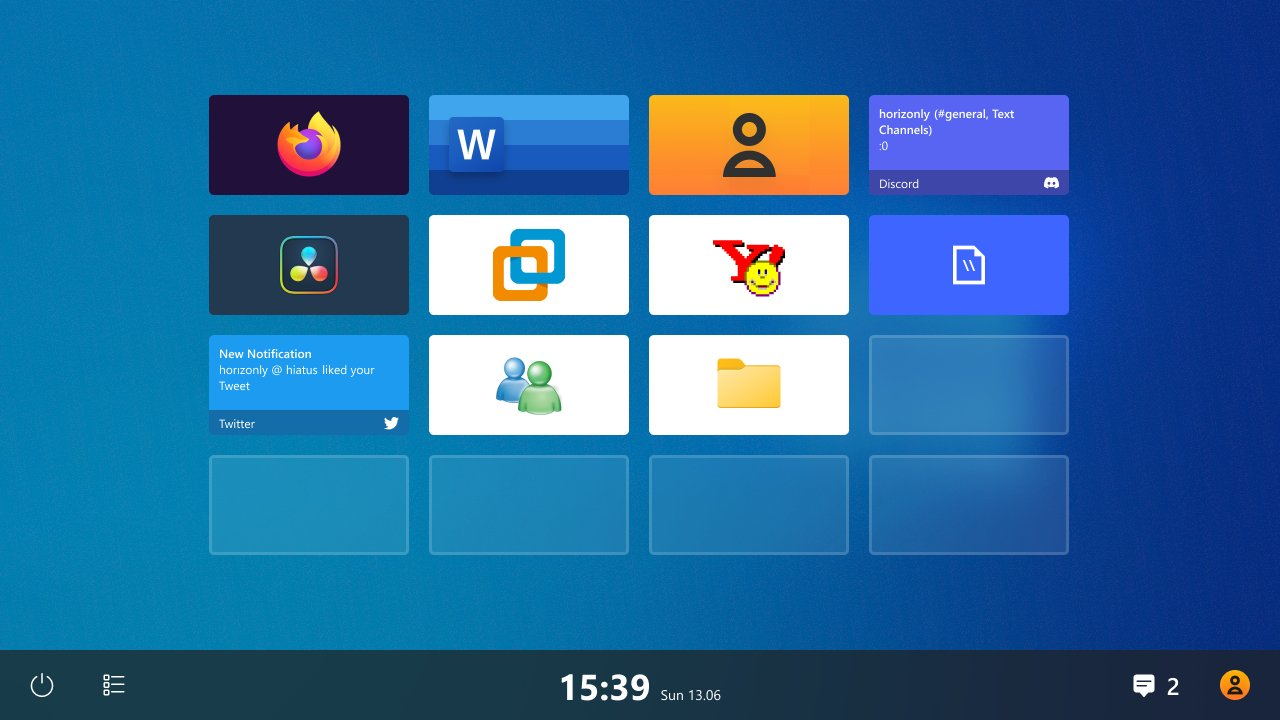 W
horizonly (#general, Text
Channels)
:0
Discord
Y!
\\
New Notification
horızonly @ hiatus liked your
Tweet
Twitter
15:39 Sun 13.06
2